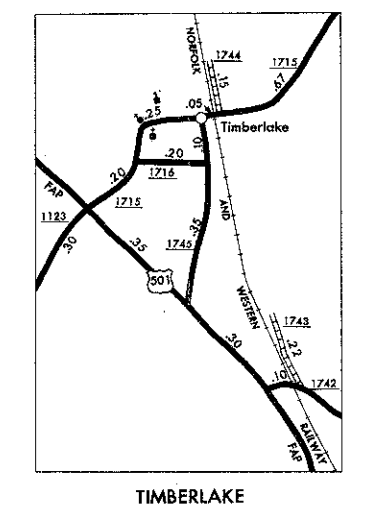 NORFOLK
1744
.15
1715
.67
.05
.25
Timberlake
.10
.20
1716
.20
FAP
1123
1715
AND
.30
.35
1745
.35
501
WESTERN
1743
.30
.22
.10
1742
FAP
RAILWAY
TIMBERLAKE